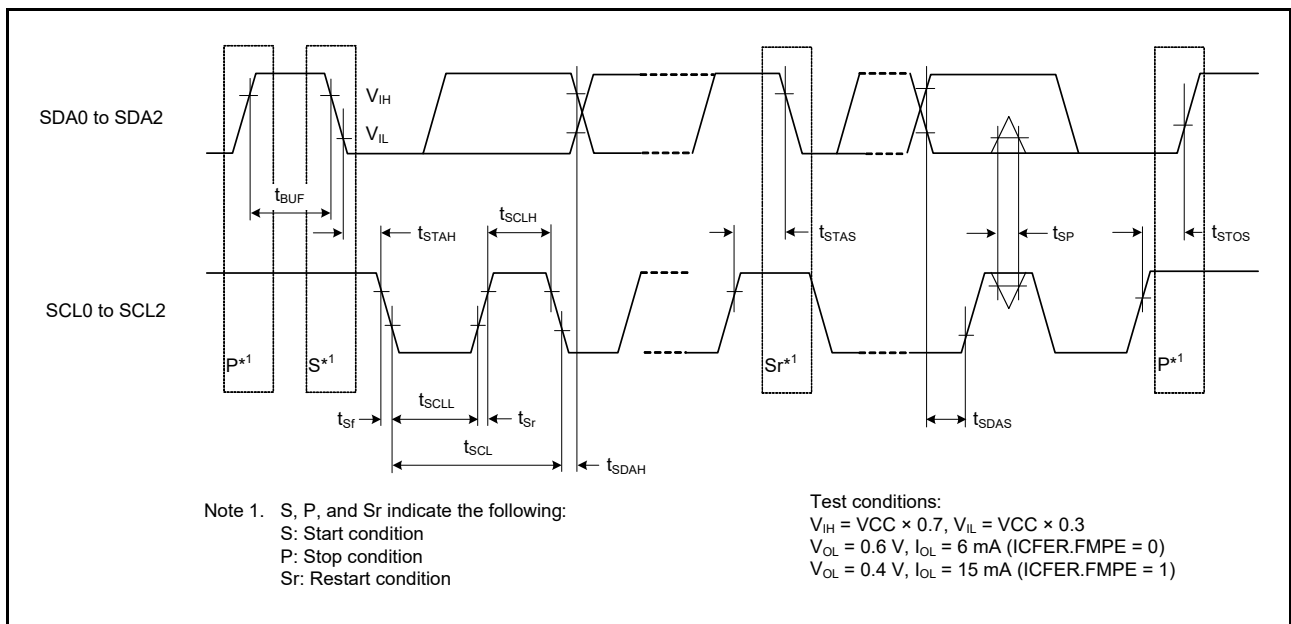 SDA0 to SDA2
VIH
VIL
tBUF
tSTAH
tSCLH
tSTAS
tSP
tSTOS
SCL0 to SCL2
P*1
S*1
Sr*1
P*1
tSf
tSCLL
tSr
tSDAS
tSCL
tSDAH
Note 1. S, P, and Sr indicate the following:
S: Start condition
P: Stop condition
Sr: Restart condition
Test conditions:
VIH = VCC × 0.7, VIL = VCC × 0.3
VOL = 0.6 V, IOL = 6 mA (ICFER.FMPE = 0)
VOL = 0.4 V, IOL = 15 mA (ICFER.FMPE = 1)